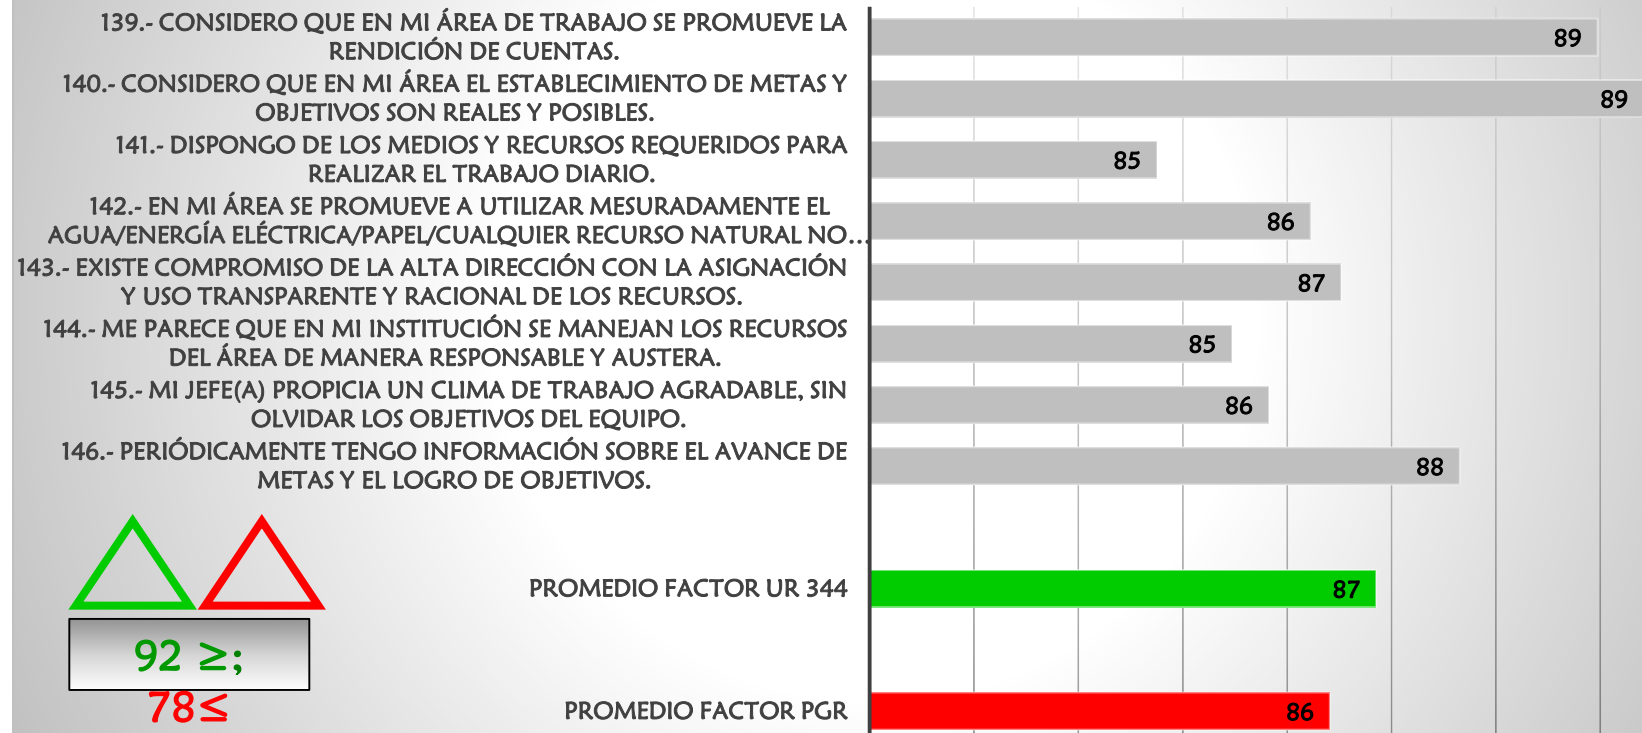 139.- CONSIDERO QUE EN MI ÁREA DE TRABAJO SE PROMUEVE LA
RENDICIÓN DE CUENTAS.
89
140.- CONSIDERO QUE EN MI ÁREA EL ESTABLECIMIENTO DE METAS Y
OBJETIVOS SON REALES Y POSIBLES.
89
141.- DISPONGO DE LOS MEDIOS Y RECURSOS REQUERIDOS PARA
REALIZAR EL TRABAJO DIARIO.
85
142.- EN MI ÁREA SE PROMUEVE A UTILIZAR MESURADAMENTE EL
AGUA/ENERGÍA ELÉCTRICA/PAPEL/CUALQUIER RECURSO NATURAL NO…
86
143.- EXISTE COMPROMISO DE LA ALTA DIRECCIÓN CON LA ASIGNACIÓN
Y USO TRANSPARENTE Y RACIONAL DE LOS RECURSOS.
87
144.- ME PARECE QUE EN MI INSTITUCIÓN SE MANEJAN LOS RECURSOS
DEL ÁREA DE MANERA RESPONSABLE Y AUSTERA.
85
145.- MI JEFE(A) PROPICIA UN CLIMA DE TRABAJO AGRADABLE, SIN
OLVIDAR LOS OBJETIVOS DEL EQUIPO.
86
146.- PERIÓDICAMENTE TENGO INFORMACIÓN SOBRE EL AVANCE DE
METAS Y EL LOGRO DE OBJETIVOS.
88
PROMEDIO FACTOR UR 344
87
92 ≥;
78≤
PROMEDIO FACTOR PGR
86